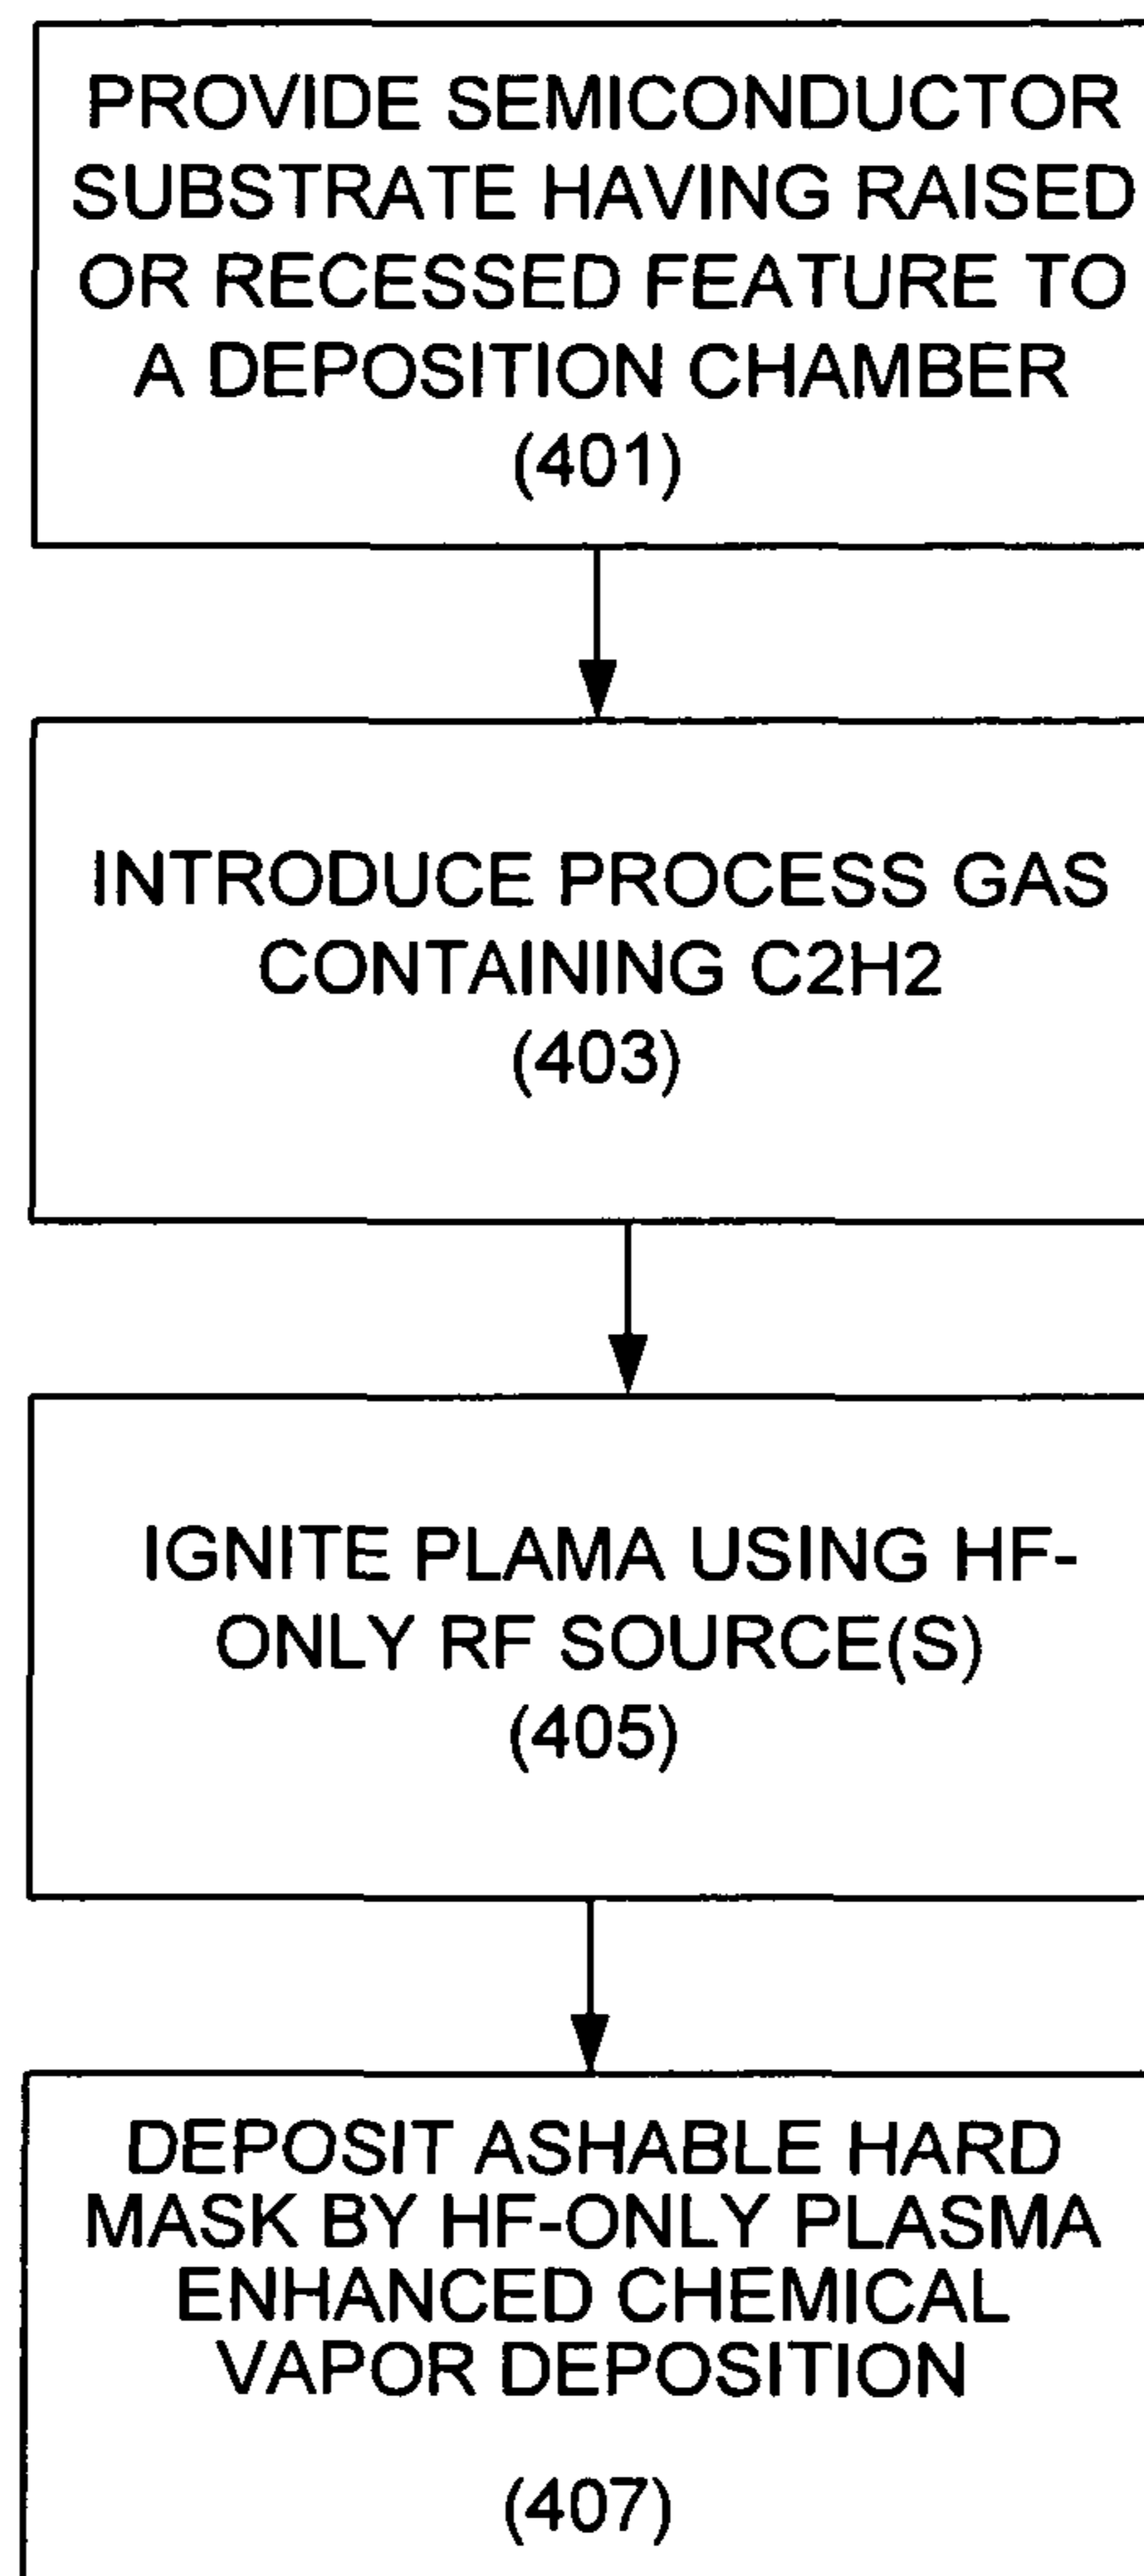 PROVIDE SEMICONDUCTOR
SUBSTRATE HAVING RAISED
OR RECESSED FEATURE TO
A DEPOSITION CHAMBER
(401)
INTRODUCE PROCESS GAS
CONTAINING C2H2
(403)
IGNITE PLAMA USING HF-
ONLY RF SOURCE(S)
(405)
DEPOSIT ASHABLE HARD
MASK BY HF-ONLY PLASMA
ENHANCED CHEMICAL
VAPOR DEPOSITION
(407)